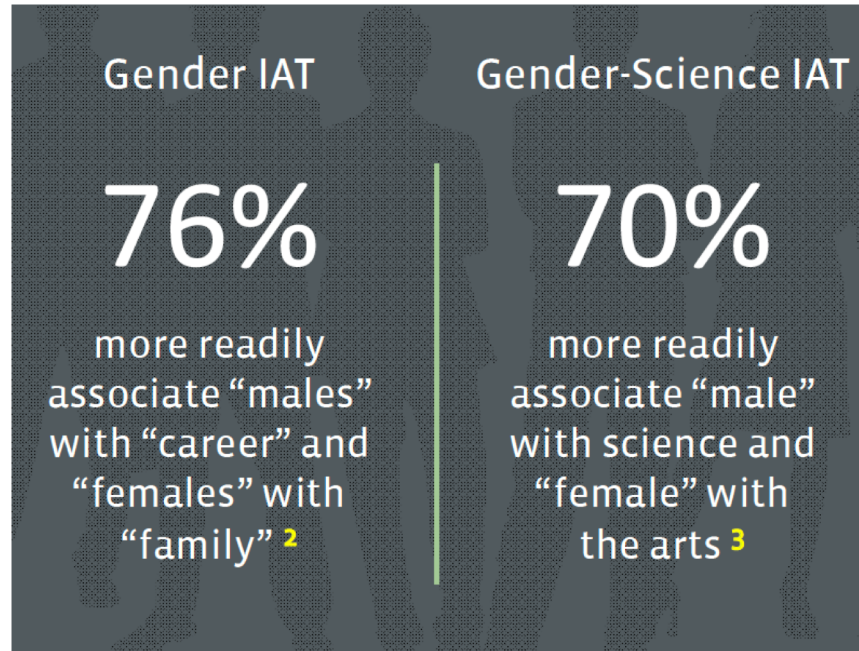 Gender IAT
76%
more readily
associate “males”
with “career” and
“females” with
“family” 2
Gender-Science IAT
70%
more readily
associate “male”
with science and
“female” with
the arts 3